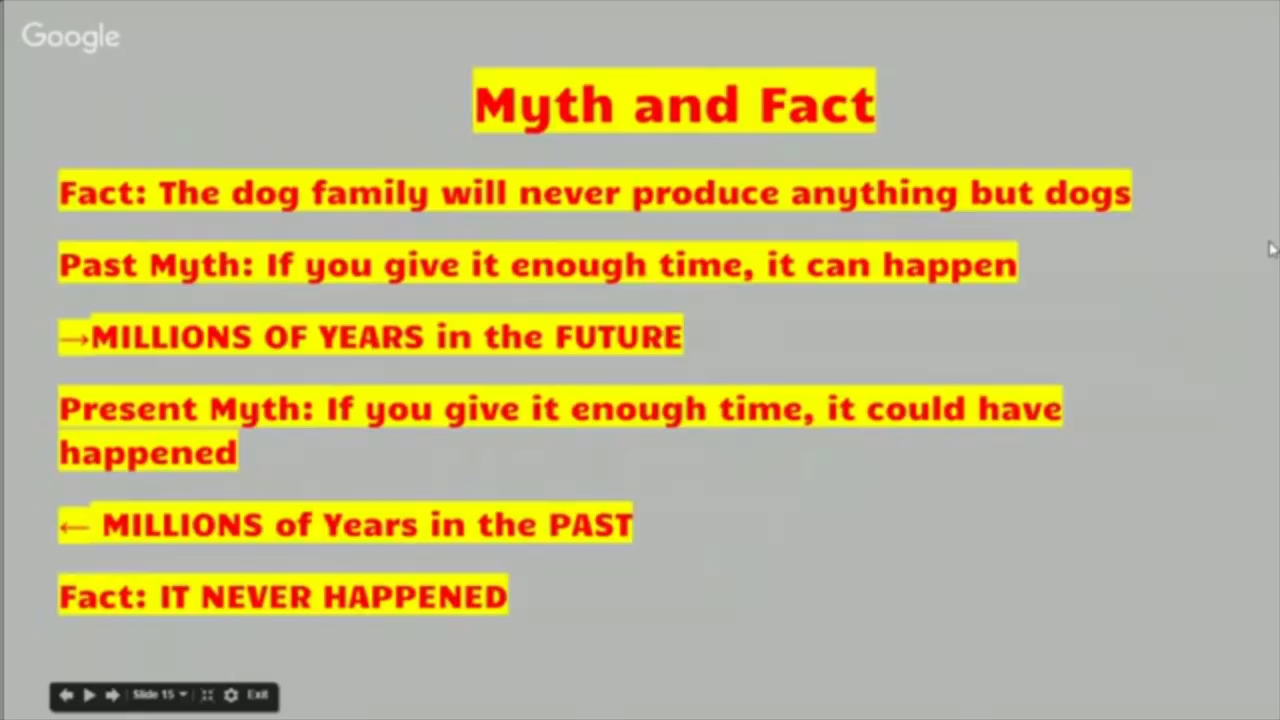 Google
Myth and Fact
Fact: The dog family will never produce anything but dogs
Past Myth: If you give it enough time, it can happen
→MILLIONS OF YEARS in the FUTURE
Present Myth: If you give it enough time, it could have
happened
← MILLIONS of Years in the PAST
Fact: IT NEVER HAPPENED
Slide 15 Exit